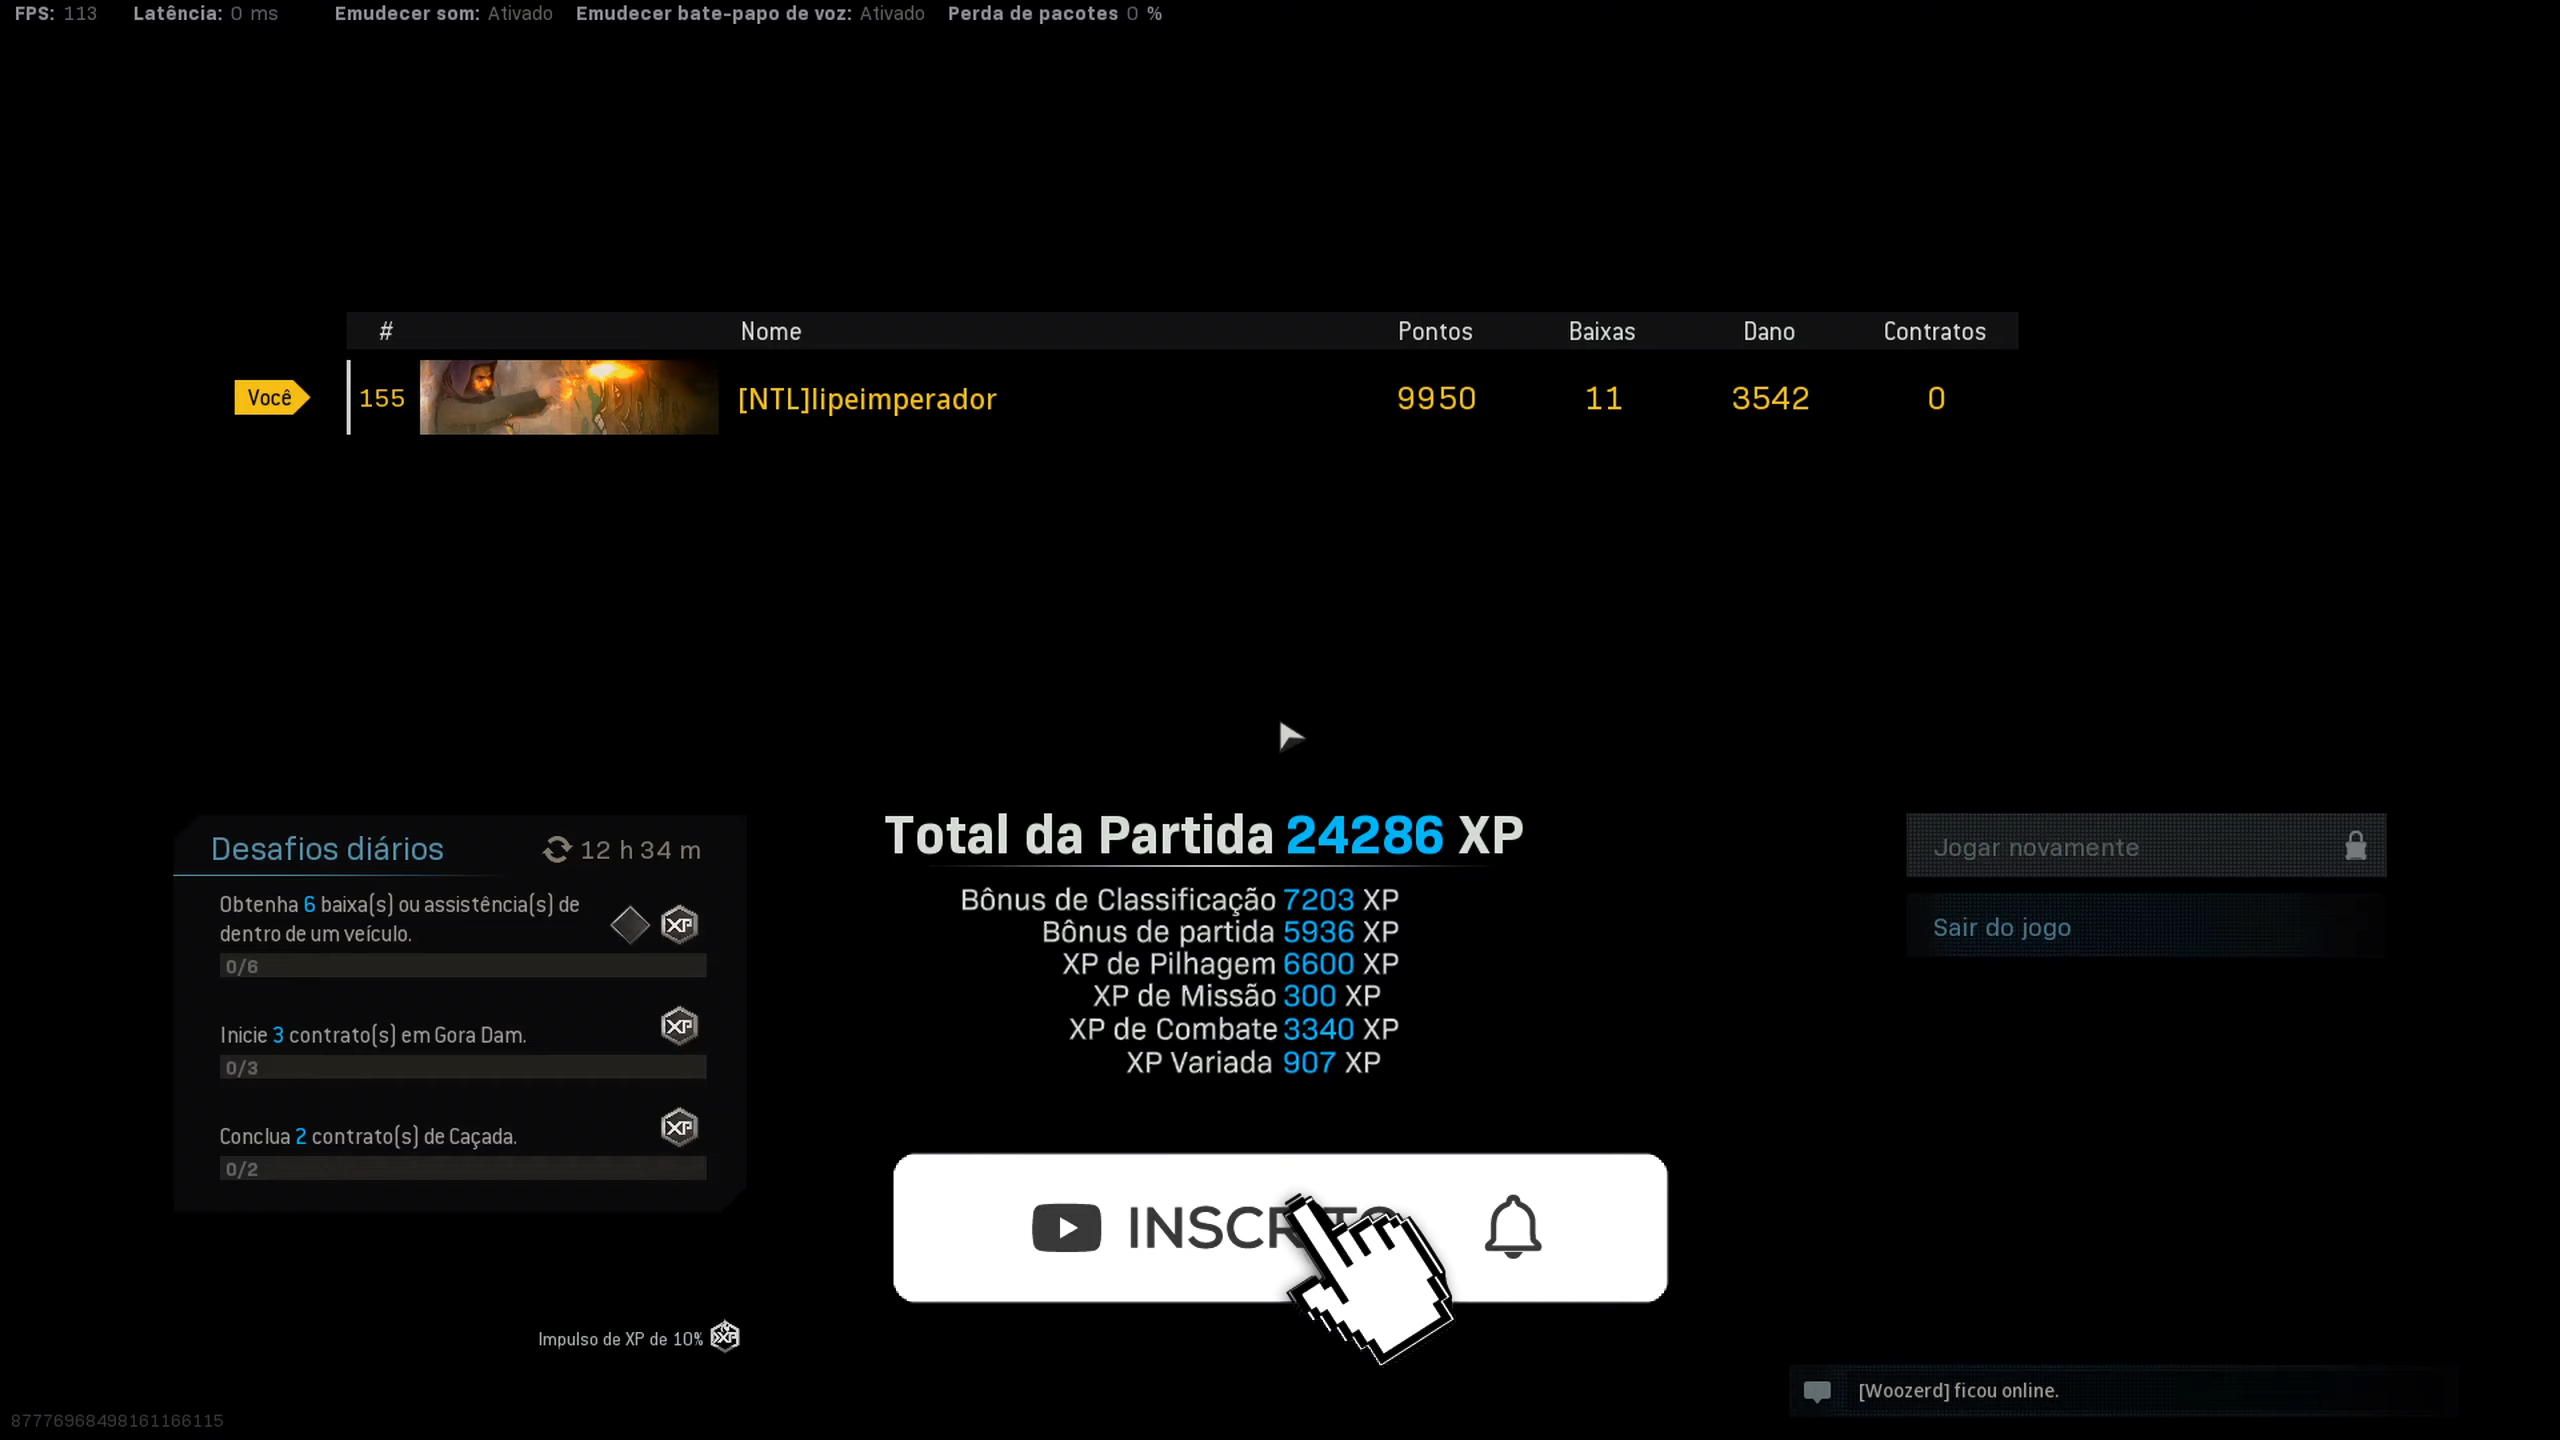 FPS: 113 Latência: 0 ms Emudecer som: Ativado Emudecer bate-papo de voz: Ativado Perda de pacotes 0 %
# Nome Pontos Baixas Dano Contratos
Você 155 [NTL]lipeimperador 9950 11 3542 0
Desafios diários 12 h 34 m
Obtenha 6 baixa(s) ou assistência(s) de
dentro de um veículo.
XP
0/6
Inicie 3 contrato(s) em Gora Dam.
XP
0/3
Conclua 2 contrato(s) de Caçada.
XP
0/2
Total da Partida 24286 XP
Bônus de Classificação 7203 XP
Bônus de partida 5936 XP
XP de Pilhagem 6600 XP
XP de Missão 300 XP
XP de Combate 3340 XP
XP Variada 907 XP
Jogar novamente
Sair do jogo
Impulso de XP de 10%
[Woozerd] ficou online.
87776968498161166115